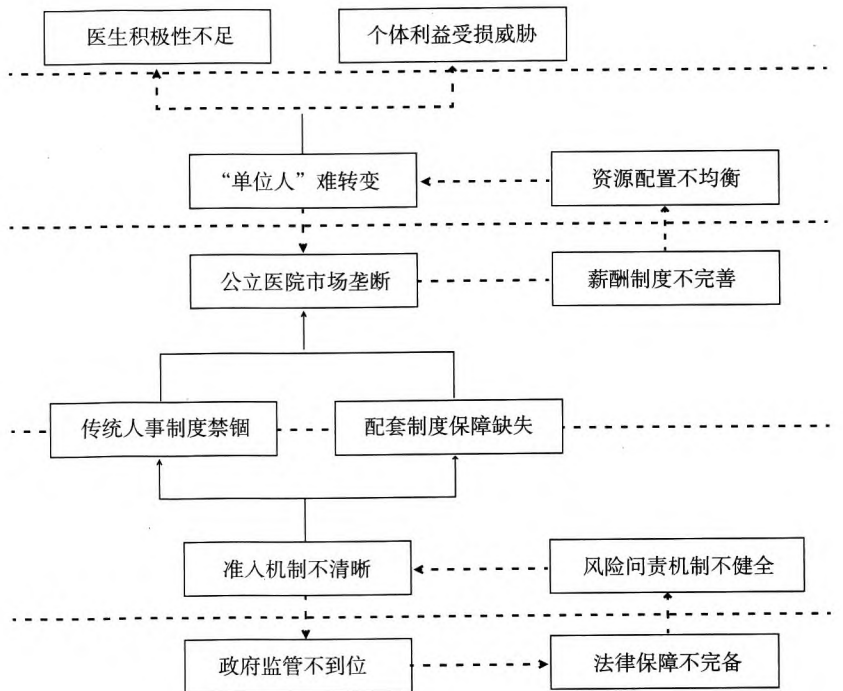 医生积极性不足
个体利益受损威胁
“单位人”难转变
资源配置不均衡
公立医院市场垄断
薪酬制度不完善
传统人事制度禁锢
配套制度保障缺失
准入机制不清晰
风险问责机制不健全
政府监管不到位
法律保障不完备